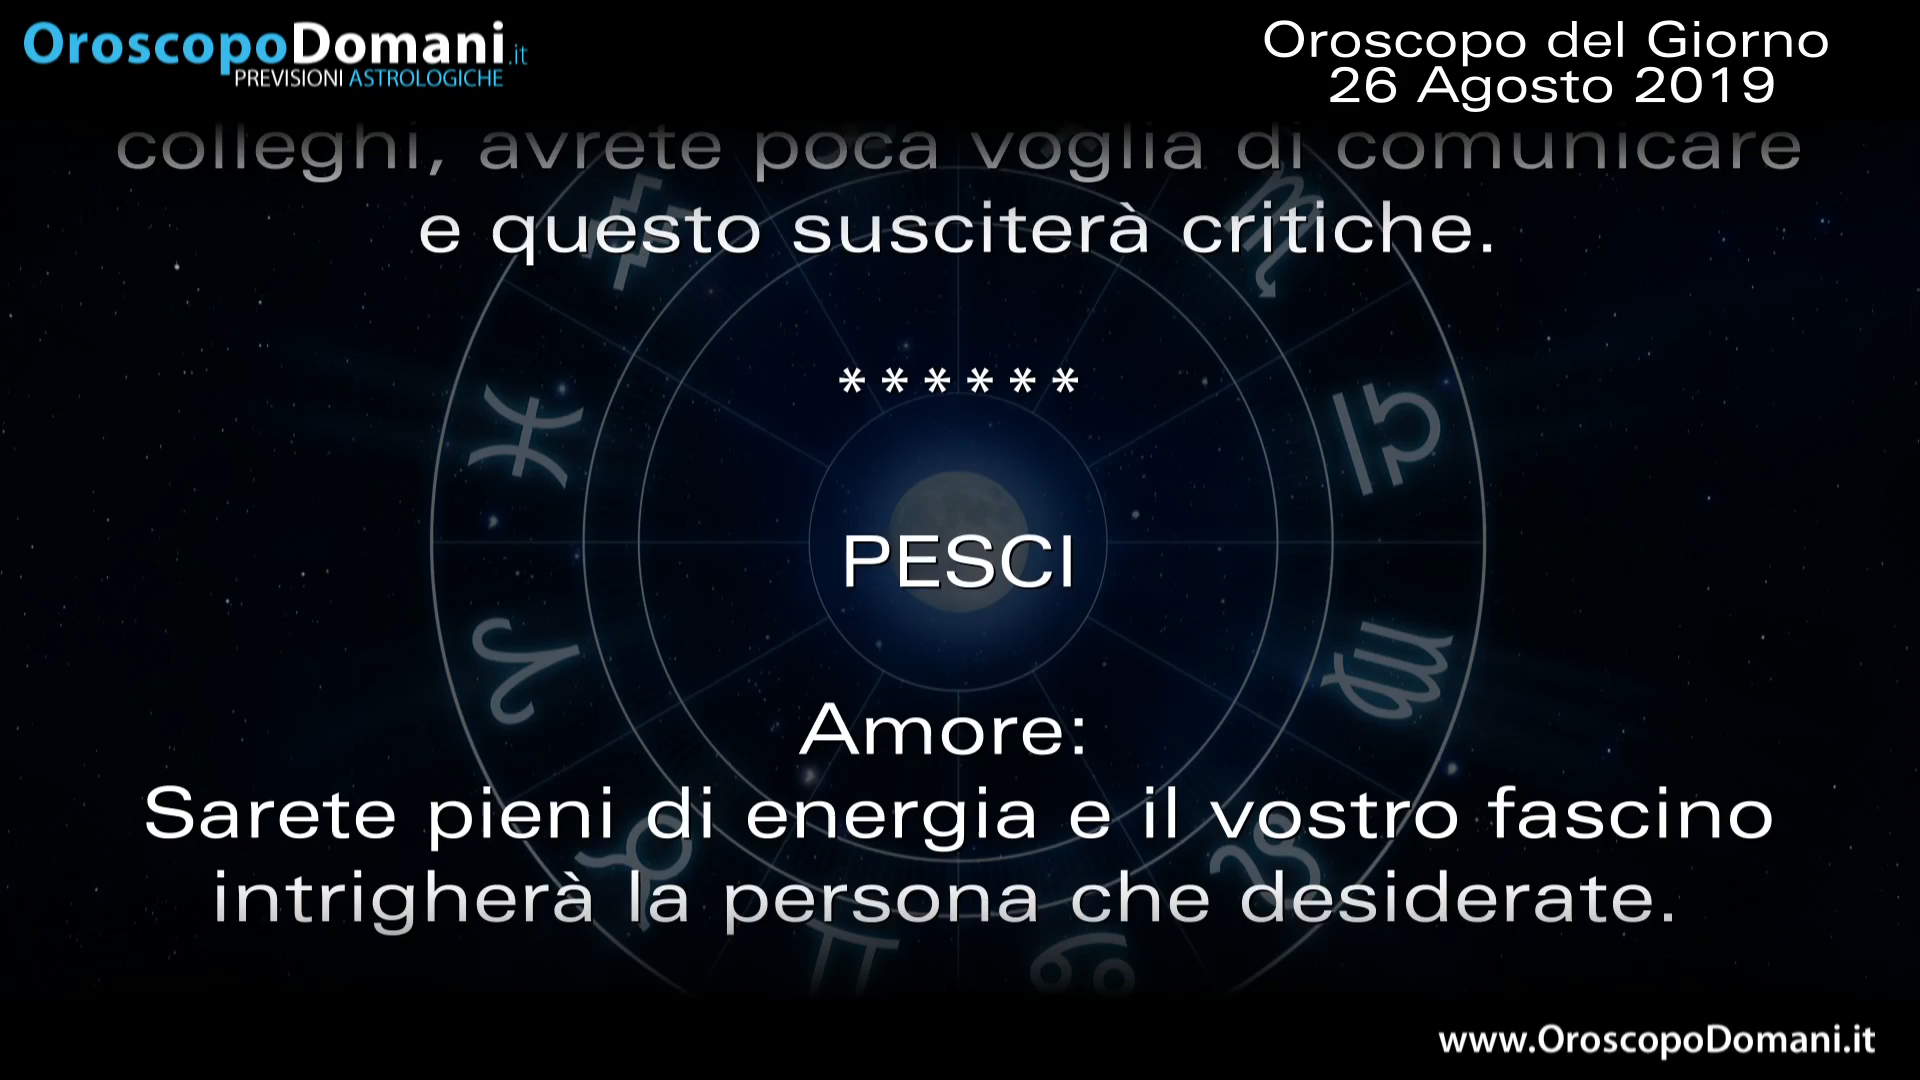 OroscopoDomani.it
PREVISIONI ASTROLOGICHE
Oroscopo del Giorno
26 Agosto 2019
colleghi, avrete poca voglia di comunicare
e questo susciterà critiche.
******
PESCI
Amore:
Sarete pieni di energia e il vostro fascino
intrigherà la persona che desiderate.
www.OroscopoDomani.it